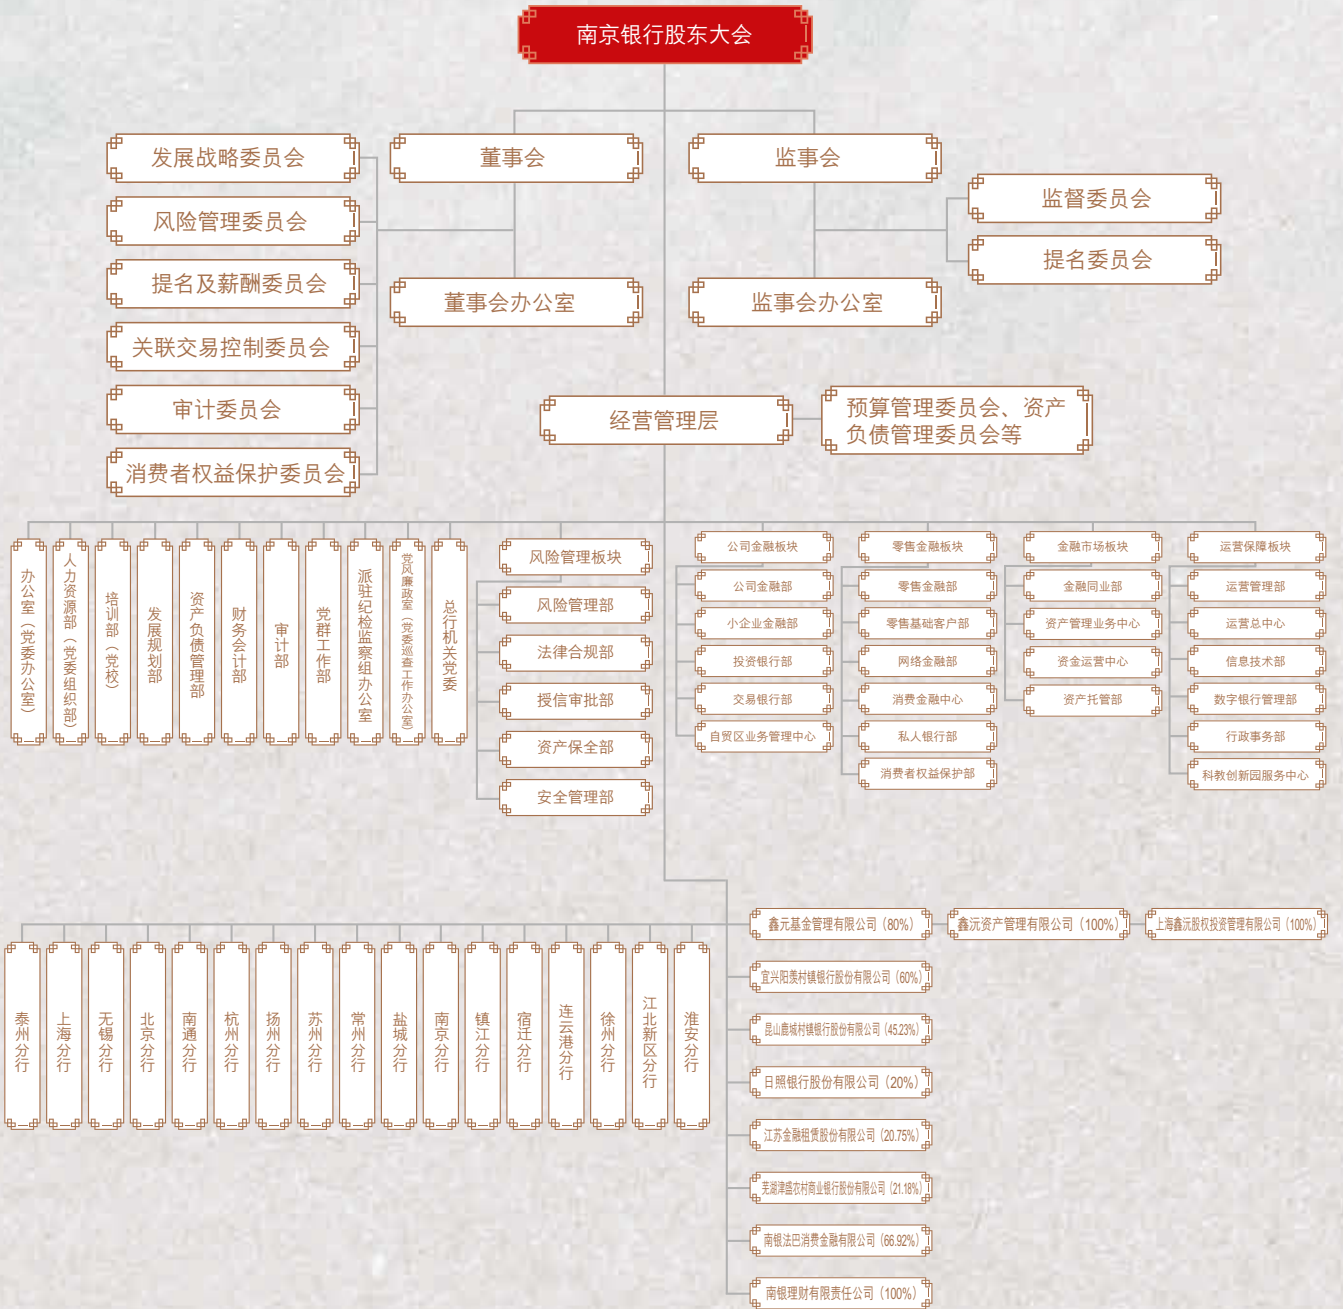 南京银行股东大会
董事会
监事会
发展战略委员会
风险管理委员会
提名及薪酬委员会
关联交易控制委员会
审计委员会
消费者权益保护委员会
董事会办公室
监事会办公室
监督委员会
提名委员会
经营管理层
预算管理委员会、资产
负债管理委员会等
办公室（党委办公室）
人力资源部（党委组织部）
培训部（党校）
发展规划部
资产负债管理部
财务会计部
审计部
党群工作部
派驻纪检监察组办公室
党风廉政室（党委巡查工作办公室）
总行机关党委
风险管理板块
风险管理部
法律合规部
授信审批部
资产保全部
安全管理部
公司金融板块
公司金融部
小企业金融部
投资银行部
交易银行部
自贸区业务管理中心
零售金融板块
零售金融部
零售基础客户部
网络金融部
消费金融中心
私人银行部
消费者权益保护部
金融市场板块
金融同业部
资产管理业务中心
资金运营中心
资产托管部
运营保障板块
运营管理部
运营总中心
信息技术部
数字银行管理部
行政事务部
科教创新园服务中心
泰州分行
上海分行
无锡分行
北京分行
南通分行
杭州分行
扬州分行
苏州分行
常州分行
盐城分行
南京分行
镇江分行
宿迁分行
连云港分行
徐州分行
江北新区分行
淮安分行
鑫元基金管理有限公司（80%）
鑫沅资产管理有限公司（100%）
上海鑫沅股权投资管理有限公司（100%）
宜兴阳羡村镇银行股份有限公司（60%）
昆山鹿城村镇银行股份有限公司（45.23%）
日照银行股份有限公司（20%）
江苏金融租赁股份有限公司（20.75%）
芜湖津盛农村商业银行股份有限公司（21.18%）
南银法巴消费金融有限公司（66.92%）
南银理财有限责任公司（100%）